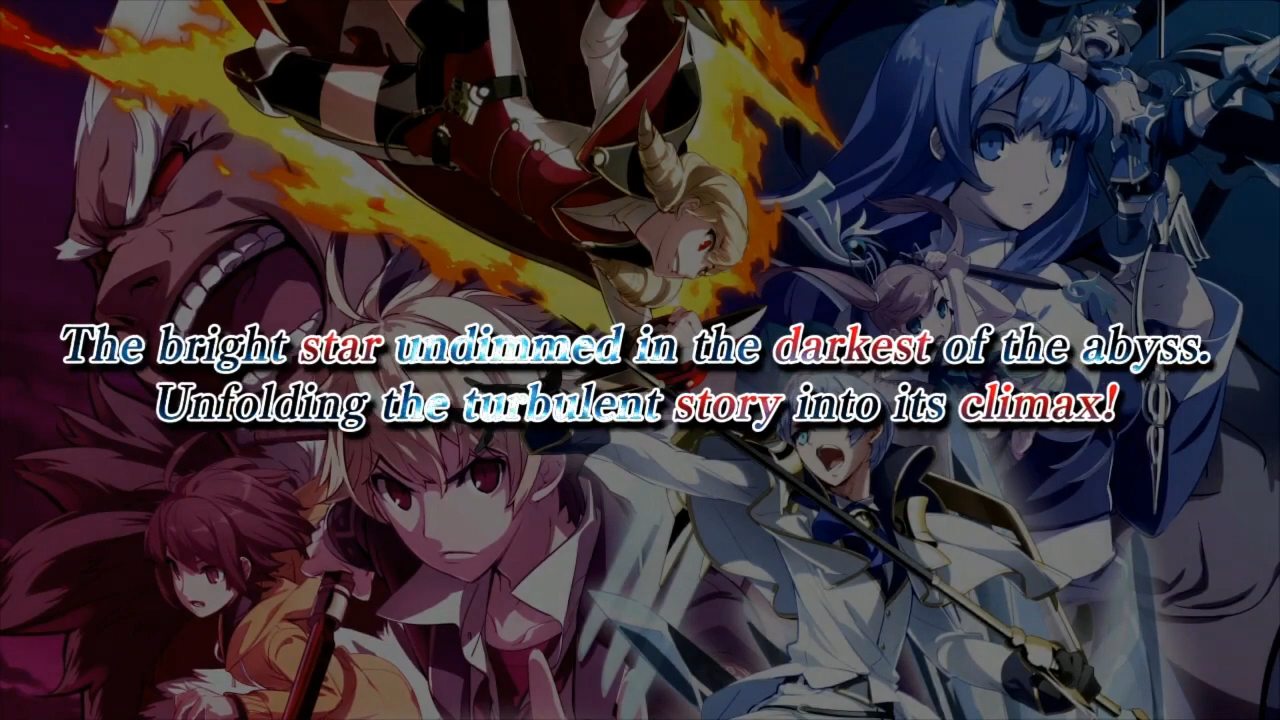 The bright star undimmed in the darkest of the abyss.
Unfolding the turbulent story into its climax!